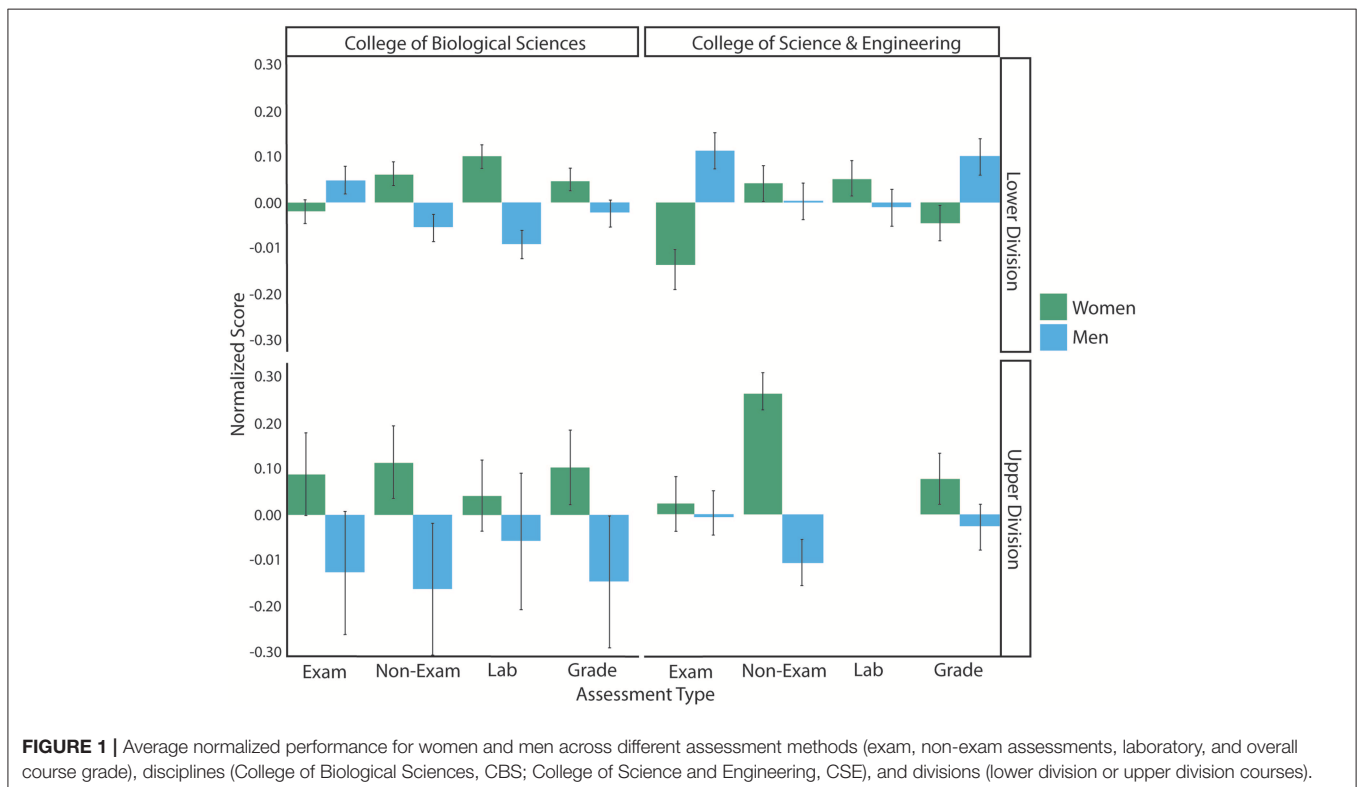 College of Biological Sciences
College of Science & Engineering
0.30
0.20
0.10
0.00
-0.01
-0.20
-0.30
Lower Division
Women
Men
Normalized Score
0.30
0.20
0.10
0.00
-0.01
-0.20
-0.30
Upper Division
Exam Non-Exam Lab Grade
Exam Non-Exam Lab Grade
Assessment Type
FIGURE 1 | Average normalized performance for women and men across different assessment methods (exam, non-exam assessments, laboratory, and overall
course grade), disciplines (College of Biological Sciences, CBS; College of Science and Engineering, CSE), and divisions (lower division or upper division courses).